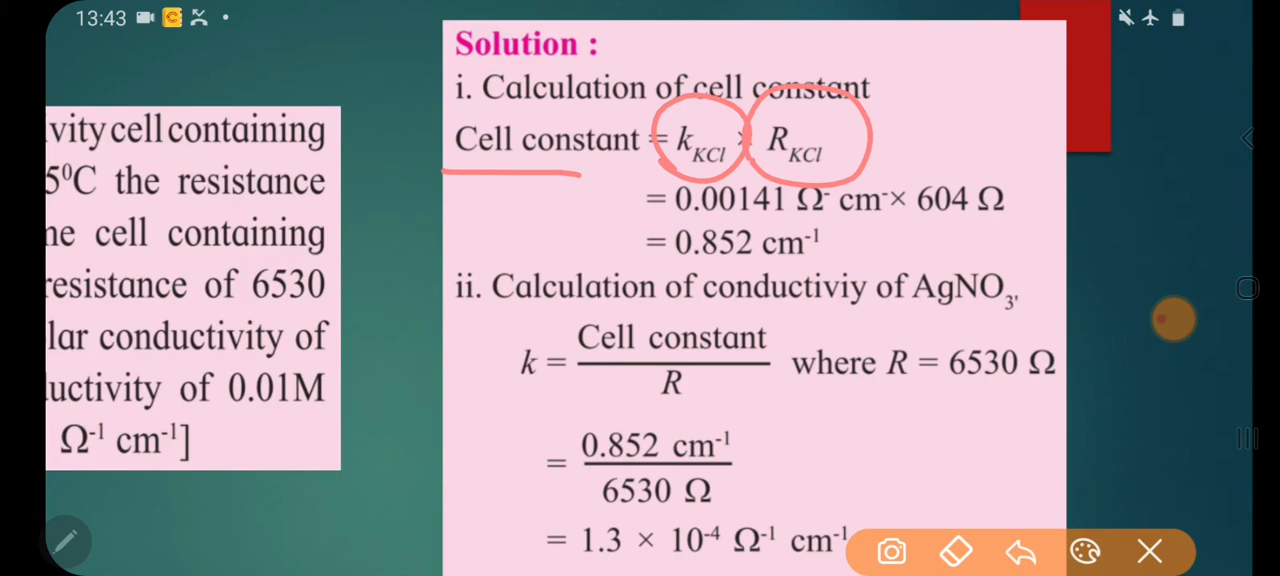 13:43
vity cell containing
5⁰C the resistance
ne cell containing
resistance of 6530
lar conductivity of
uctivity of 0.01M
Ω⁻¹ cm⁻¹]
Solution :
i. Calculation of cell constant
Cell constant = k_KCl × R_KCl
= 0.00141 Ω⁻ cm⁻× 604 Ω
= 0.852 cm⁻¹
ii. Calculation of conductiviy of AgNO₃,
k = Cell constant / R where R = 6530 Ω
= 0.852 cm⁻¹ / 6530 Ω
= 1.3 × 10⁻⁴ Ω⁻¹ cm⁻¹